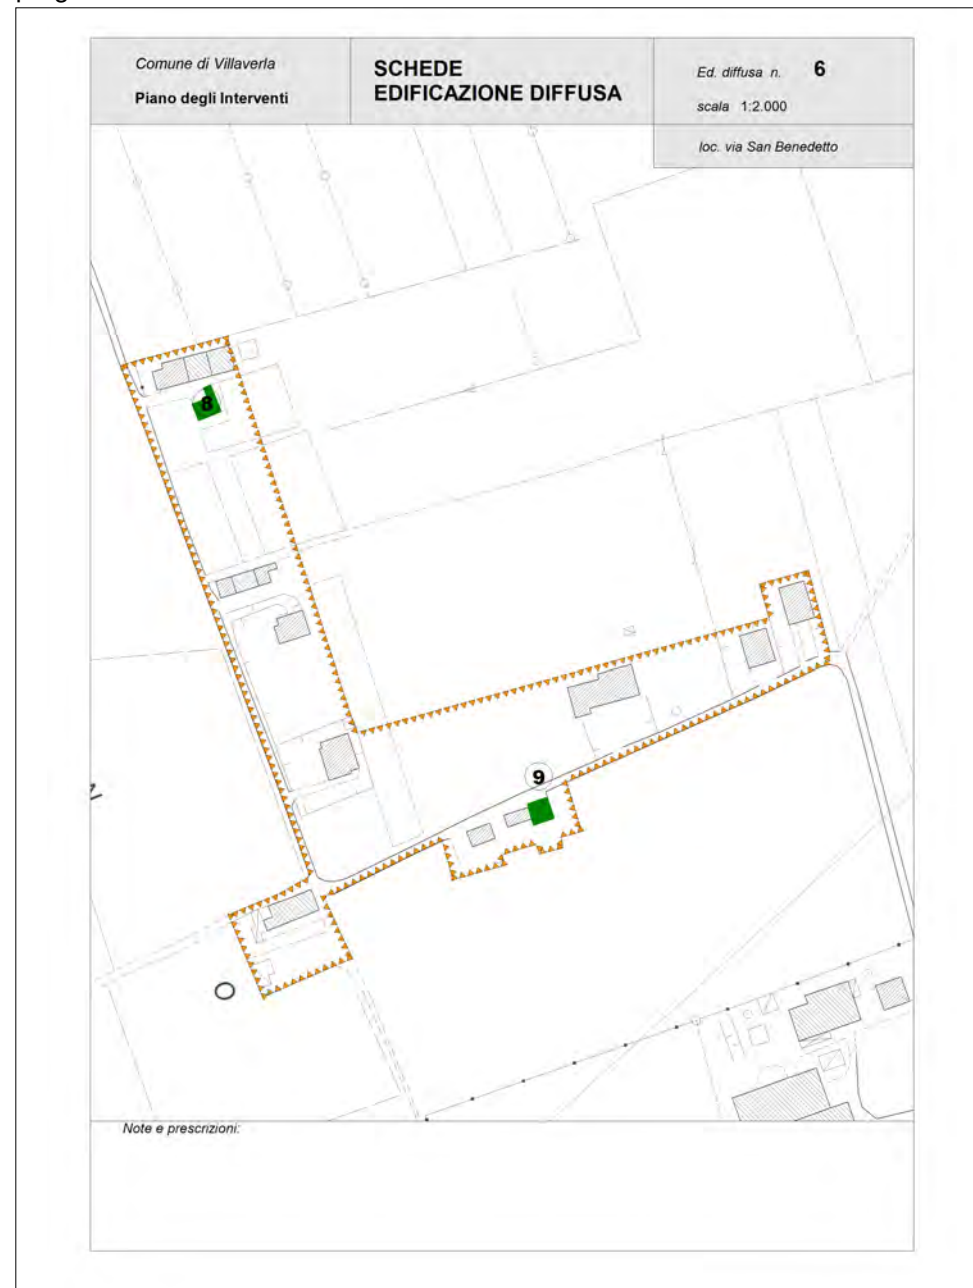 Comune di Villaverla
Piano degli Interventi
SCHEDE
EDIFICAZIONE DIFFUSA
Ed. diffusa n. 6
scala 1:2.000
loc. via San Benedetto
8
9
O
Note e prescrizioni: